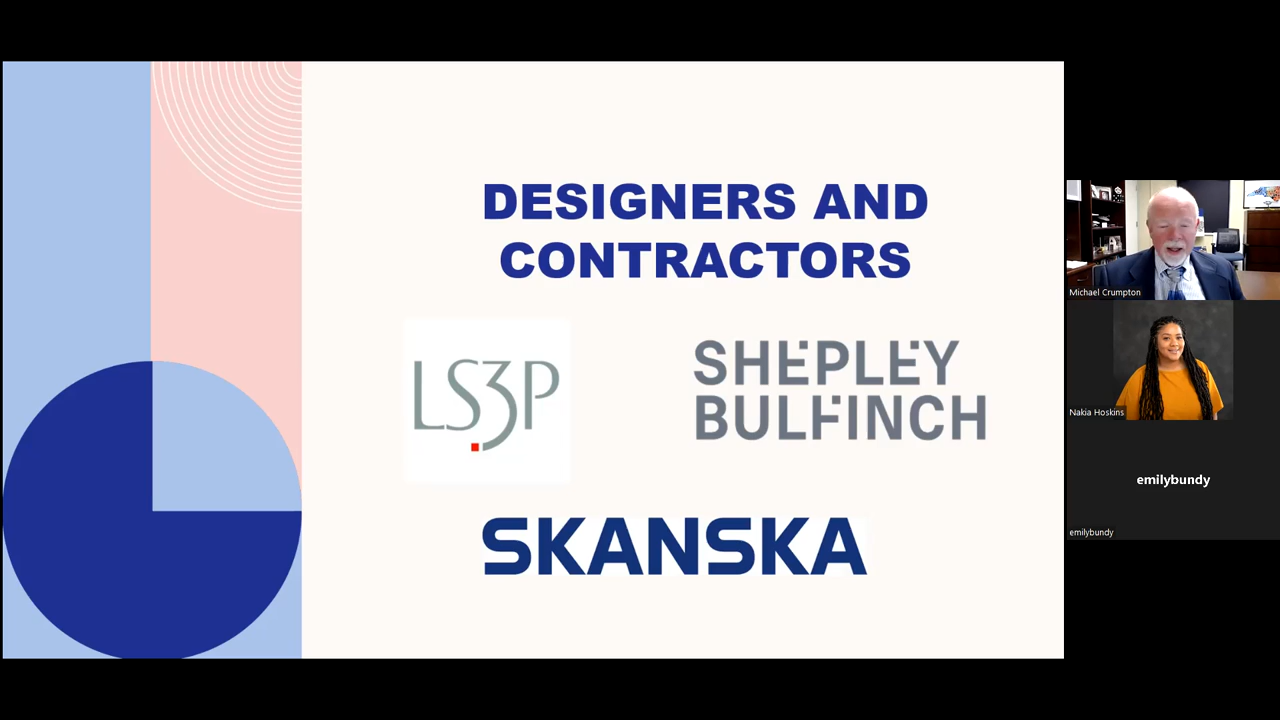 DESIGNERS AND
CONTRACTORS
LS3P
SHEPLEY
BULFINCH
SKANSKA
Michael Crumpton
Nakia Hoskins
emilybundy
emilybundy